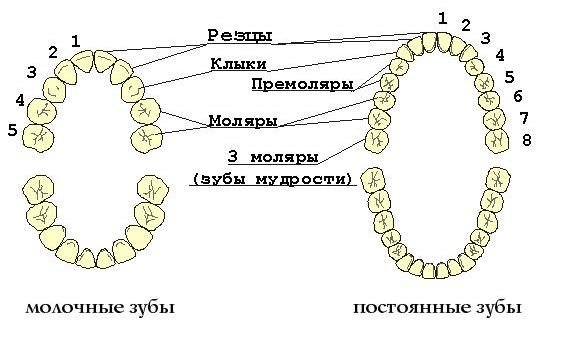 1
2
3
4
5
Резцы
Клыки
Премоляры
Моляры
3 моляры
(зубы мудрости)
1
2
3
4
5
6
7
8
молочные зубы
постоянные зубы